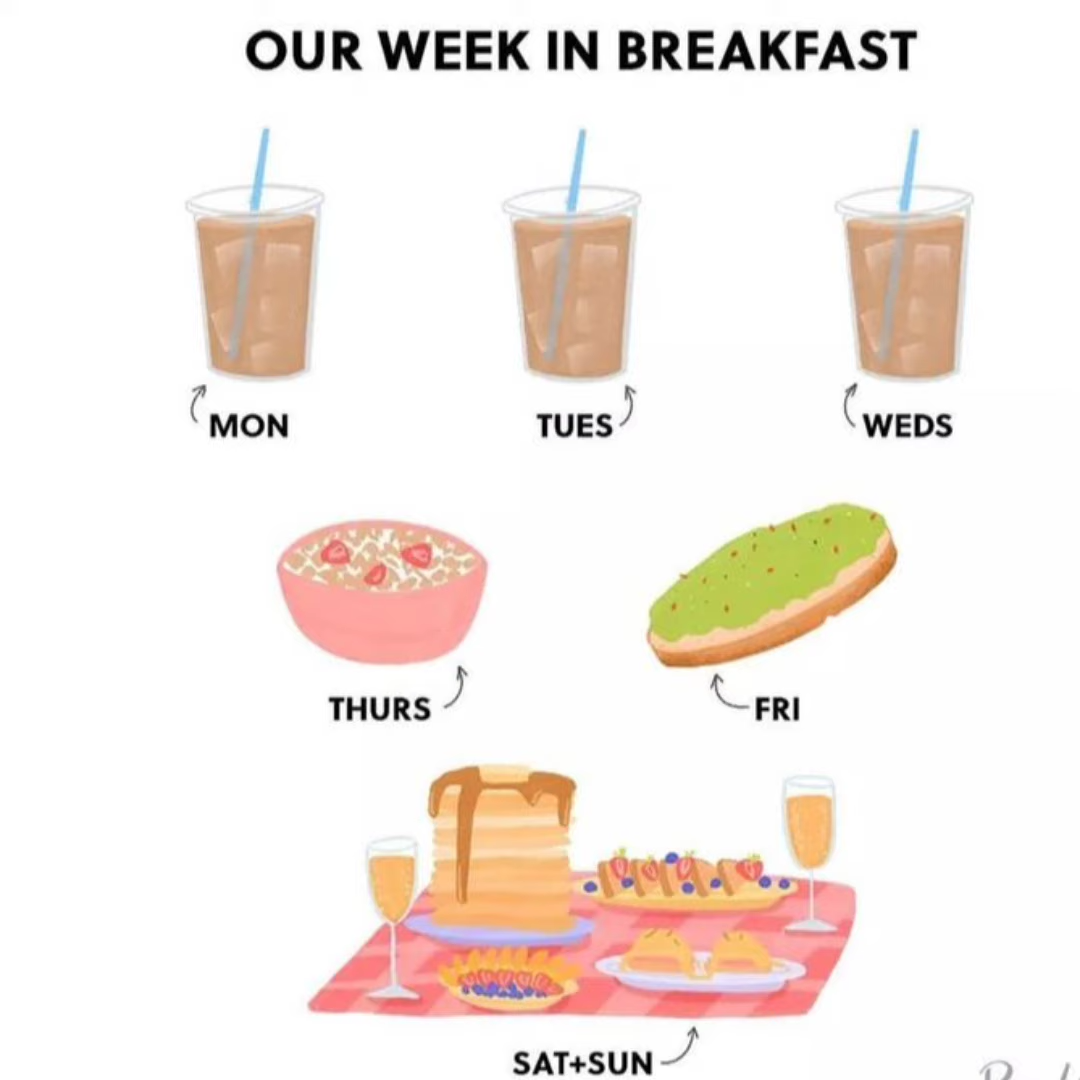 OUR WEEK IN BREAKFAST
MON
TUES
WEDS
THURS
FRI
SAT+SUN